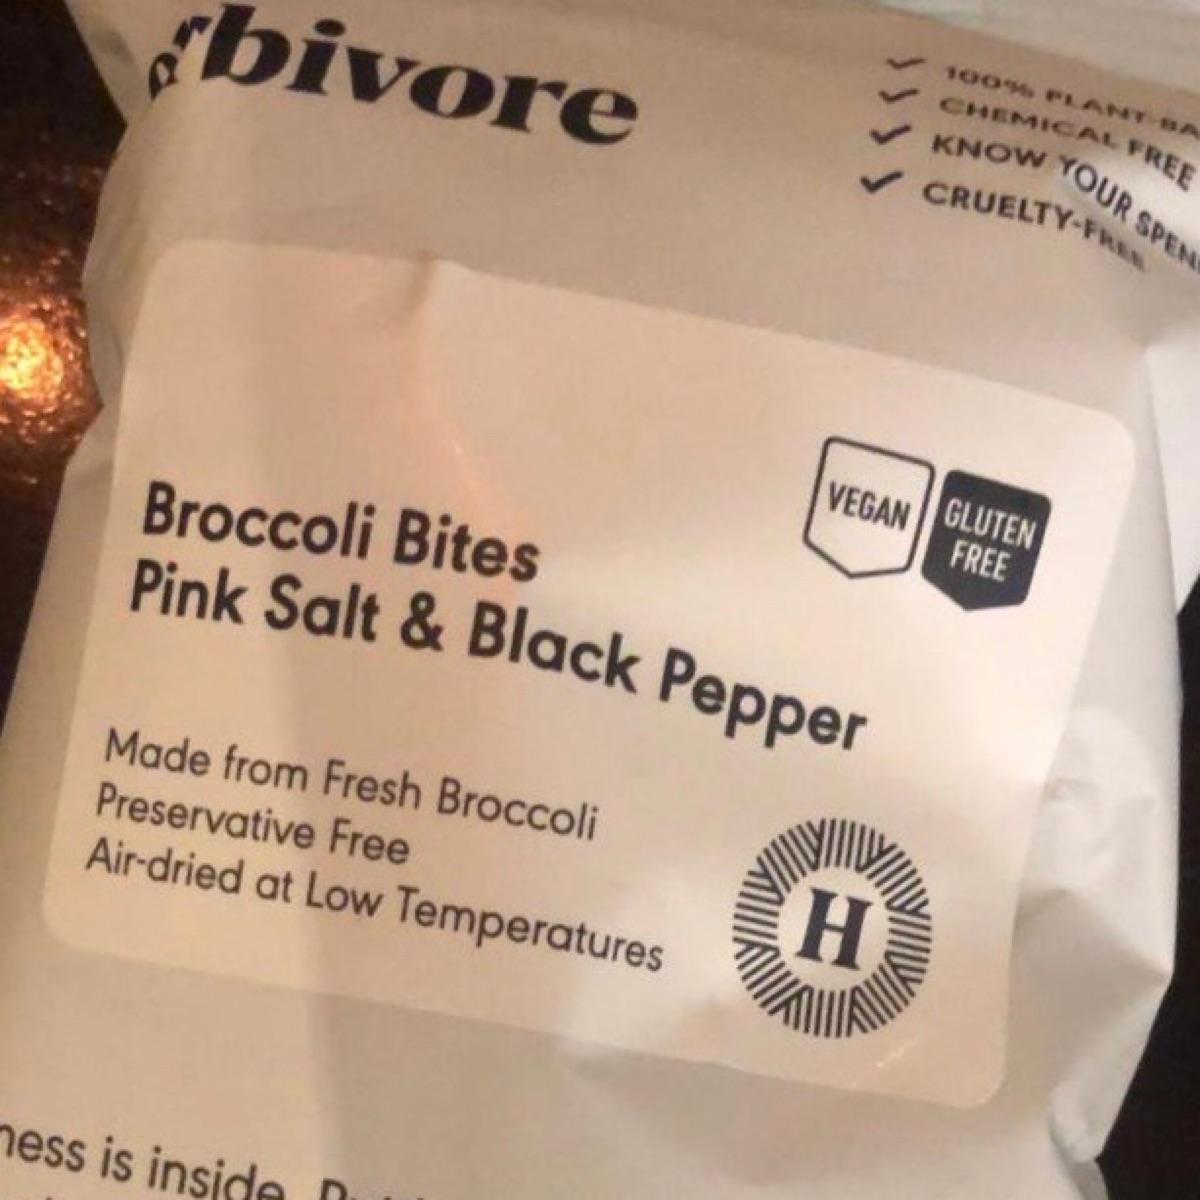 bivore
100% PLANT-BA
CHEMICAL FREE
KNOW YOUR SPEN
CRUELTY-FREE
VEGAN
GLUTEN
FREE
Broccoli Bites
Pink Salt & Black Pepper
Made from Fresh Broccoli
Preservative Free
Air-dried at Low Temperatures
H
ness is inside.